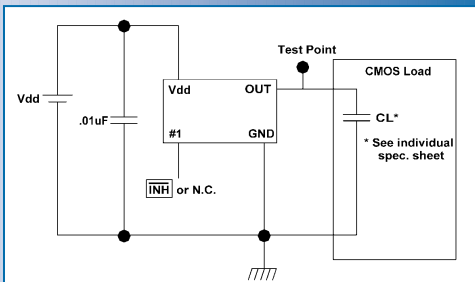 Test Point
CMOS Load
Vdd
Vdd
OUT
.01uF
CL*
#1
GND
* See individual
spec. sheet
INH or N.C.